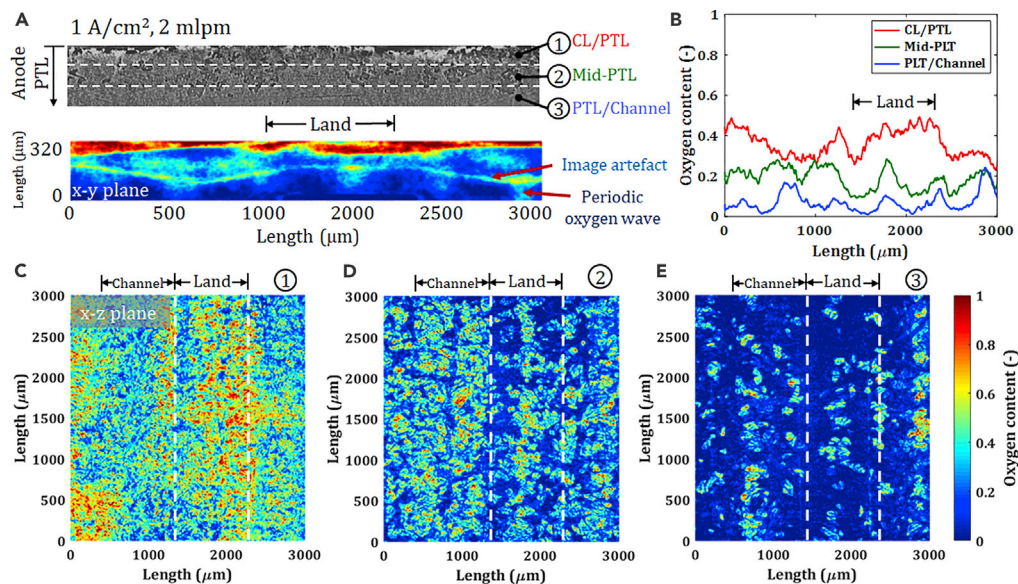 A
1 A/cm², 2 mlpm
Anode
PTL
① CL/PTL
② Mid-PTL
③ PTL/Channel
Land
Length (μm)
320
0
x-y plane
Image artefact
Periodic
oxygen wave
0 500 1000 2000 2500 3000
Length (μm)
B
Oxygen content (-)
1
0.8
0.6
0.4
0.2
0
CL/PTL
Mid-PLT
PLT/Channel
Land
0 1000 2000 3000
Length (μm)
C
Channel Land ①
x-z plane
Length (μm)
3000
2500
2000
1500
1000
500
0
0 1000 2000 3000
Length (μm)
D
Channel Land ②
Length (μm)
3000
2500
2000
1500
1000
500
0
0 1000 2000 3000
Length (μm)
E
Channel Land ③
Length (μm)
3000
2500
2000
1500
1000
500
0
0 1000 2000 3000
Length (μm)
1
0.8
0.6
0.4
0.2
0
Oxygen content (-)